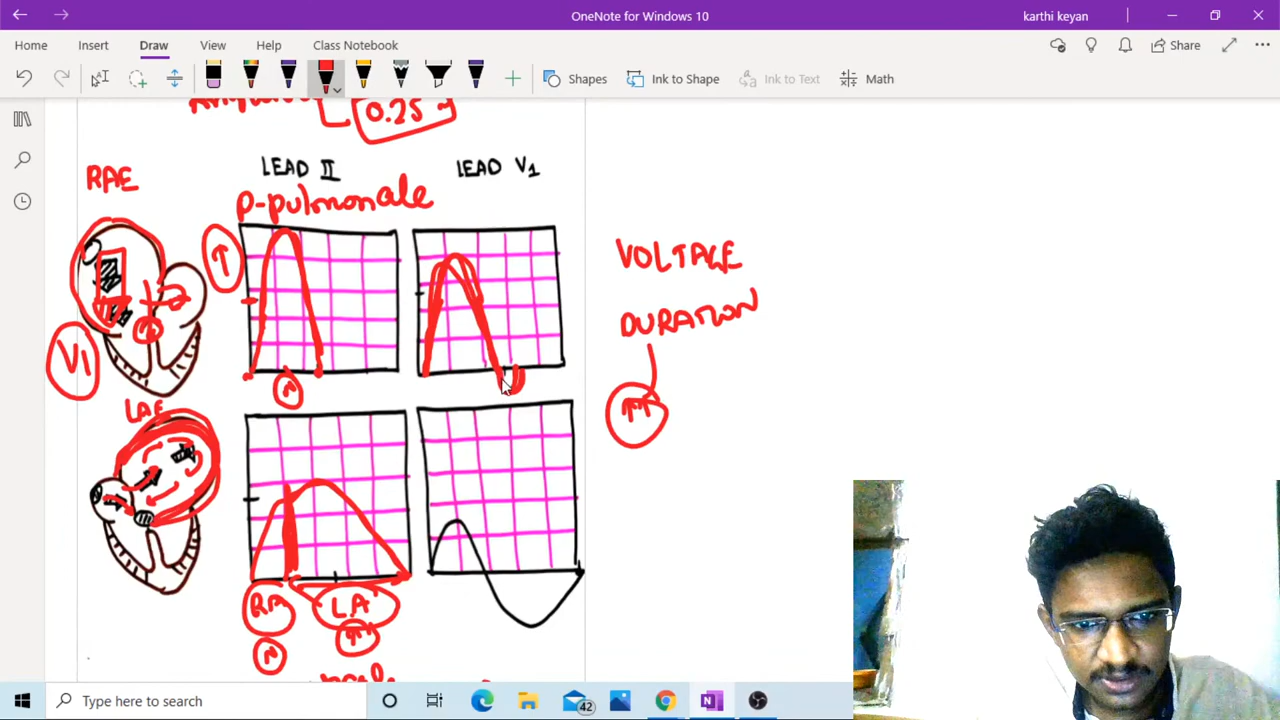 OneNote for Windows 10
karthi keyan
Home Insert Draw View Help Class Notebook
Share
Shapes
Ink to Shape
Ink to Text
Math
0.25
RAE
LEAD II
LEAD V1
P-pulmonale
↑
V1
N
VOLTAGE
DURATION
↑↑
LAE
RA
LA
N
↑↑
Type here to search
42